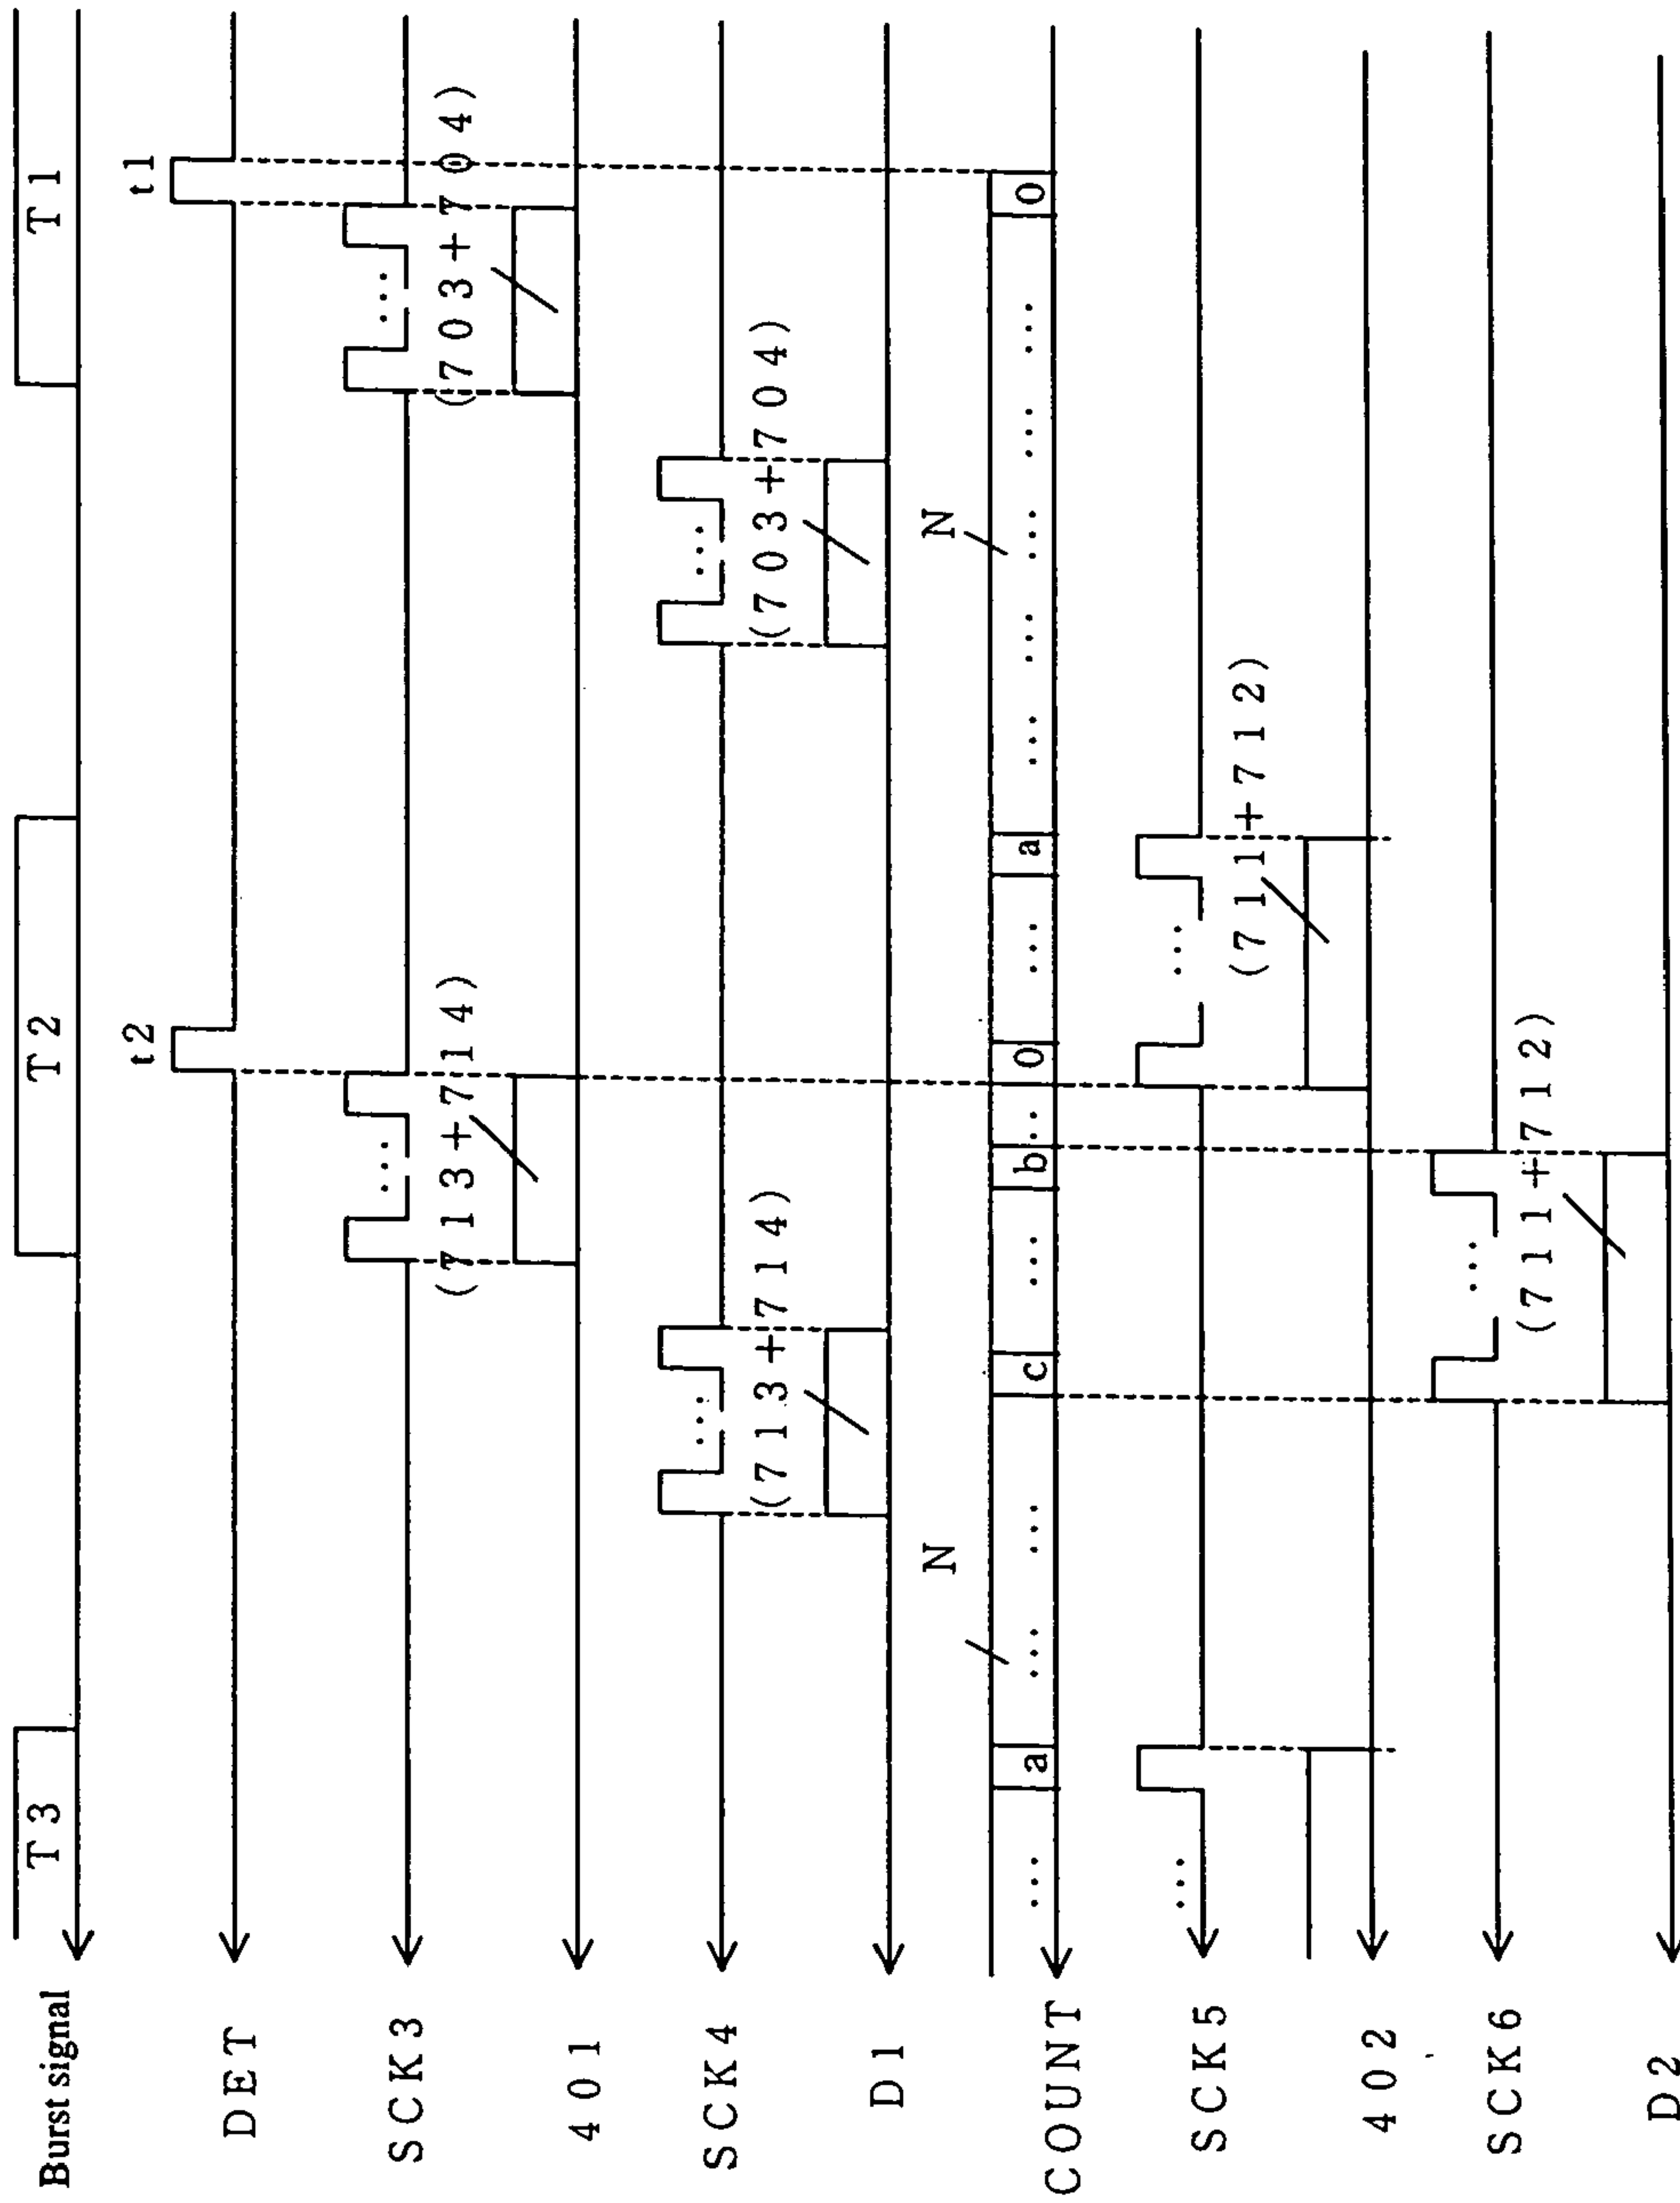 Burst signal T3 T2 T1
t2 t1
DET
SCK3 ... ...
(713+714) (703+704)
401
SCK4 ... ...
(713+714) (703+704)
D1
N N
COUNT ... a ... ... c ... b .. 0 ... a ... ... ... ... ... 0
SCK5 ... ...
(711+712)
402
SCK6 ...
(711+712)
D2